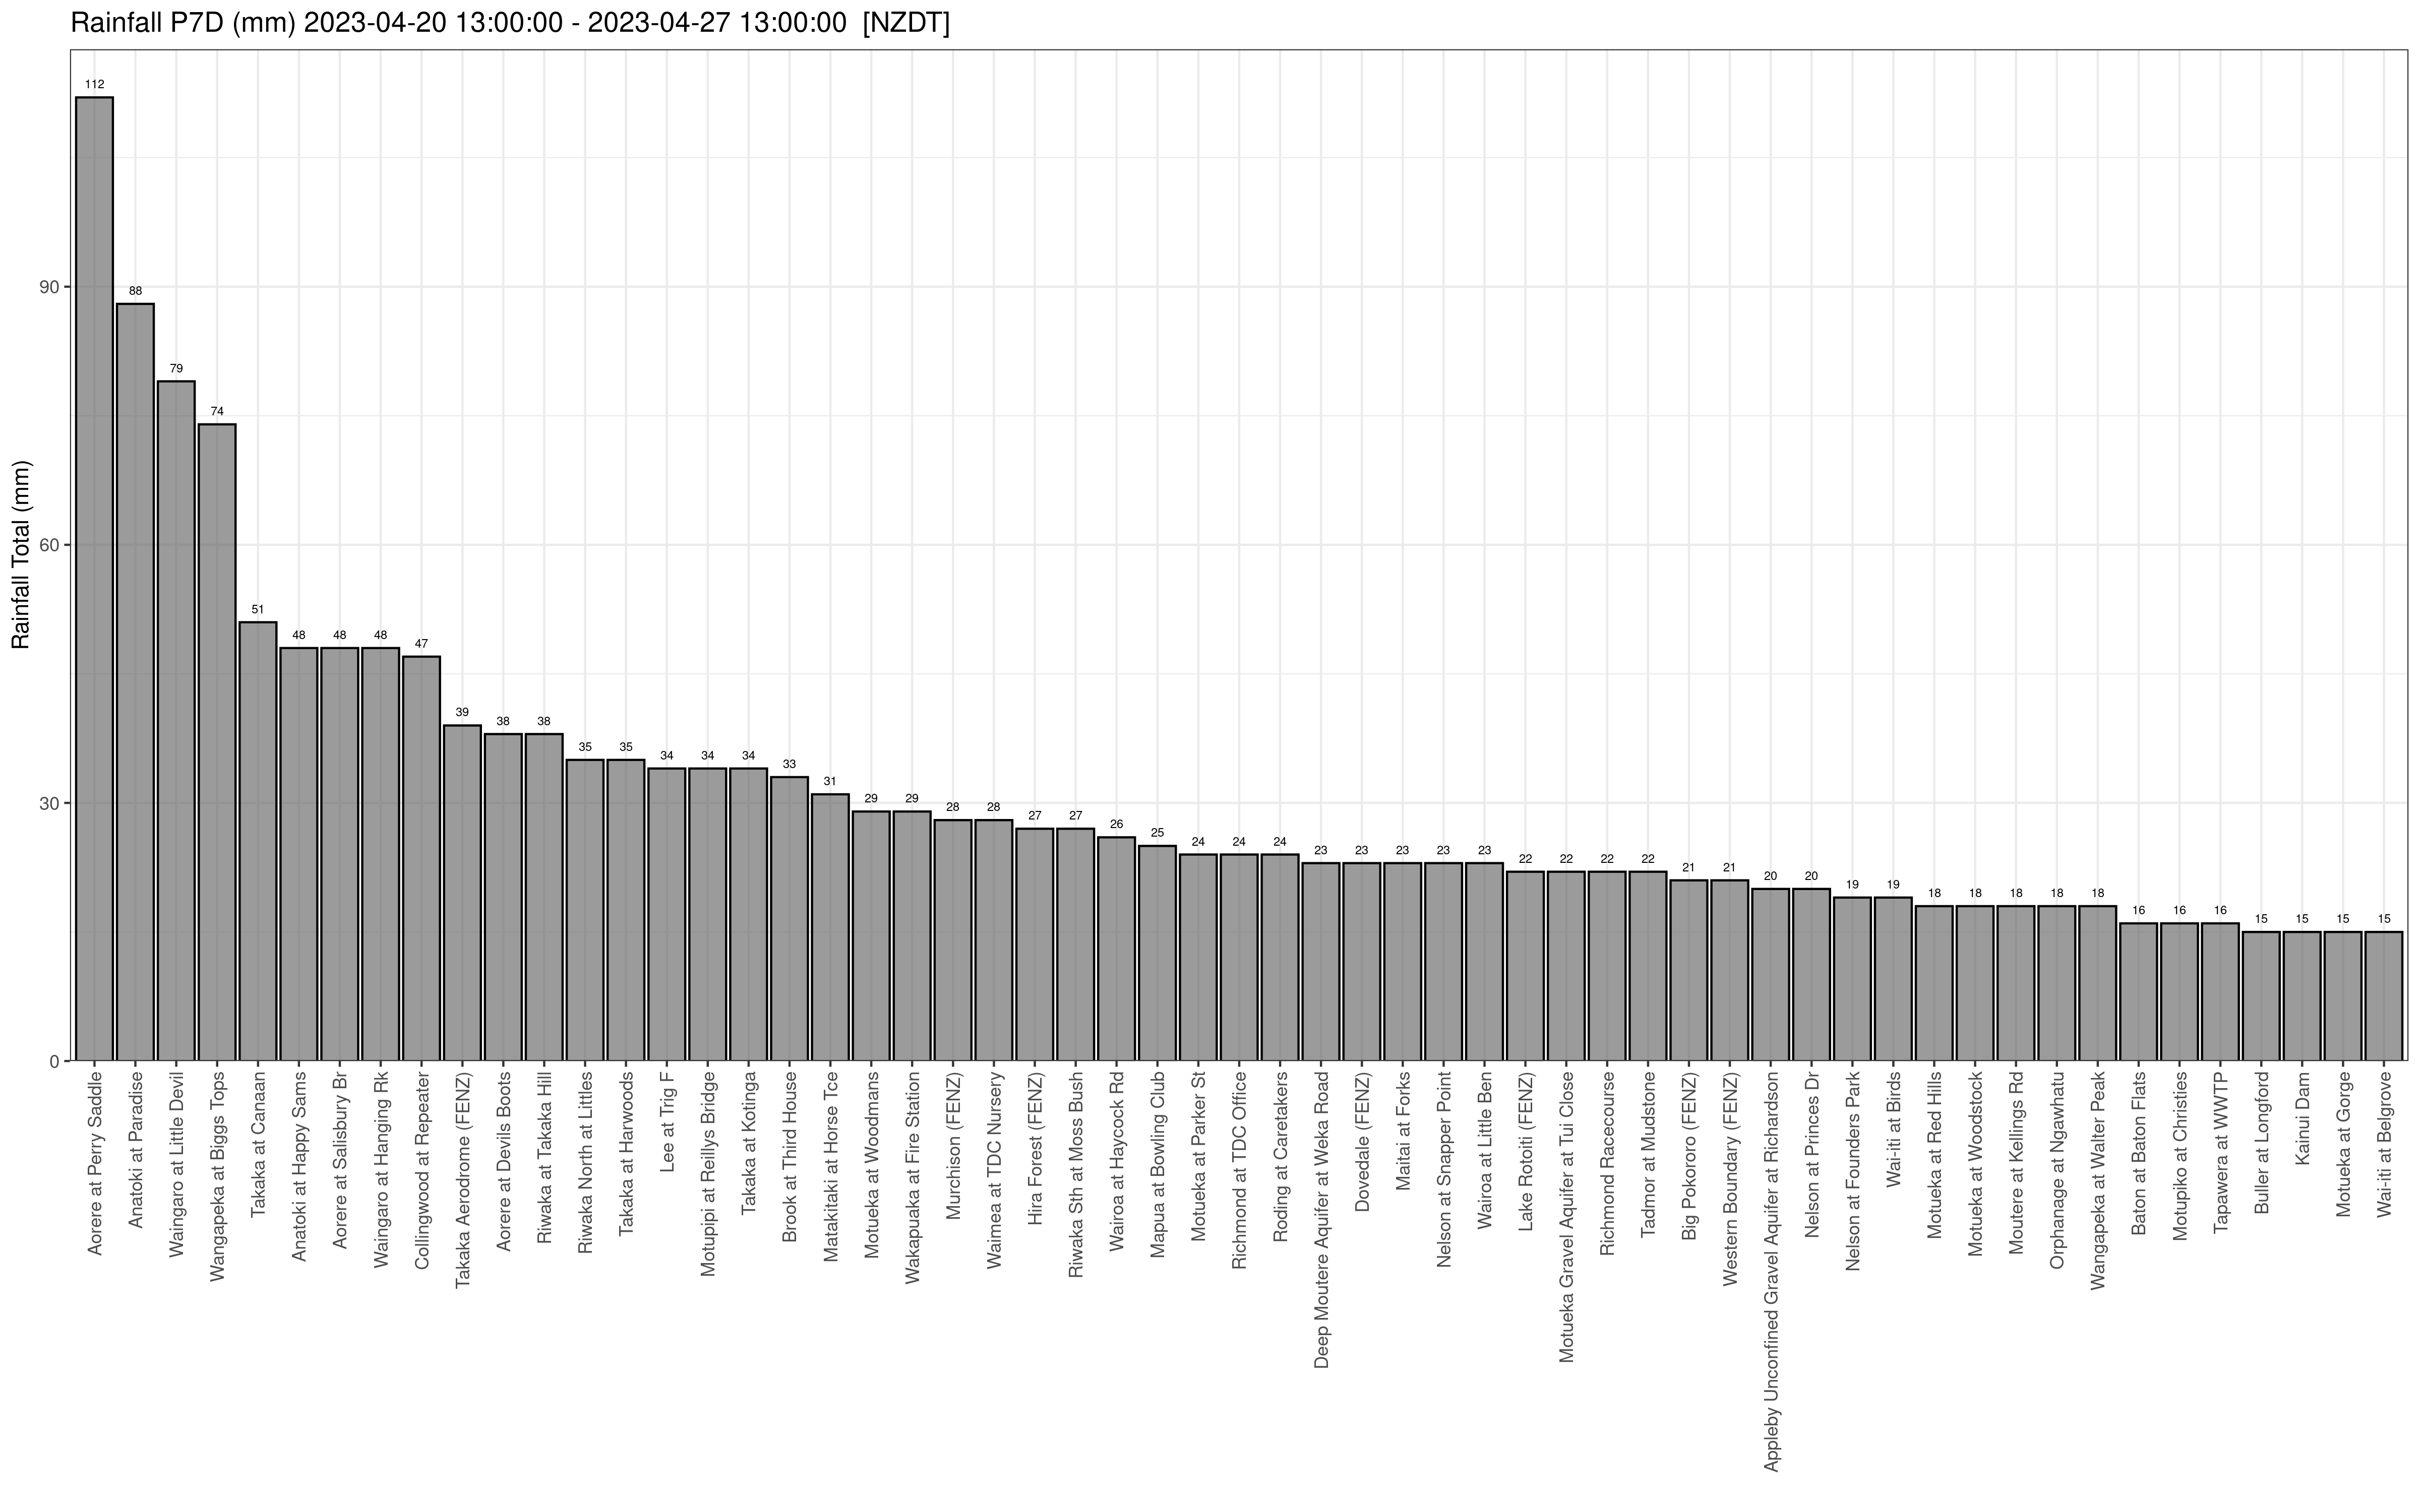 Rainfall P7D (mm) 2023-04-20 13:00:00 - 2023-04-27 13:00:00 [NZDT]
Rainfall Total (mm)
90
60
30
0
112
88
79
74
51
48
48
48
47
39
38
38
35
35
34
34
34
33
31
29
29
28
28
27
27
26
25
24
24
24
23
23
23
23
23
22
22
22
22
21
21
20
20
19
19
18
18
18
18
18
16
16
16
15
15
15
15
Aorere at Perry Saddle
Anatoki at Paradise
Waingaro at Little Devil
Wangapeka at Biggs Tops
Takaka at Canaan
Anatoki at Happy Sams
Aorere at Salisbury Br
Waingaro at Hanging Rk
Collingwood at Repeater
Takaka Aerodrome (FENZ)
Aorere at Devils Boots
Riwaka at Takaka Hill
Riwaka North at Littles
Takaka at Harwoods
Lee at Trig F
Motupipi at Reillys Bridge
Takaka at Kotinga
Brook at Third House
Matakitaki at Horse Tce
Motueka at Woodmans
Wakapuaka at Fire Station
Murchison (FENZ)
Waimea at TDC Nursery
Hira Forest (FENZ)
Riwaka Sth at Moss Bush
Wairoa at Haycock Rd
Mapua at Bowling Club
Motueka at Parker St
Richmond at TDC Office
Roding at Caretakers
Deep Moutere Aquifer at Weka Road
Dovedale (FENZ)
Maitai at Forks
Nelson at Snapper Point
Wairoa at Little Ben
Lake Rotoiti (FENZ)
Motueka Gravel Aquifer at Tui Close
Richmond Racecourse
Tadmor at Mudstone
Big Pokororo (FENZ)
Western Boundary (FENZ)
Appleby Unconfined Gravel Aquifer at Richardson
Nelson at Princes Dr
Nelson at Founders Park
Wai-iti at Birds
Motueka at Red Hills
Motueka at Woodstock
Moutere at Kellings Rd
Orphanage at Ngawhatu
Wangapeka at Walter Peak
Baton at Baton Flats
Motupiko at Christies
Tapawera at WWTP
Buller at Longford
Kainui Dam
Motueka at Gorge
Wai-iti at Belgrove